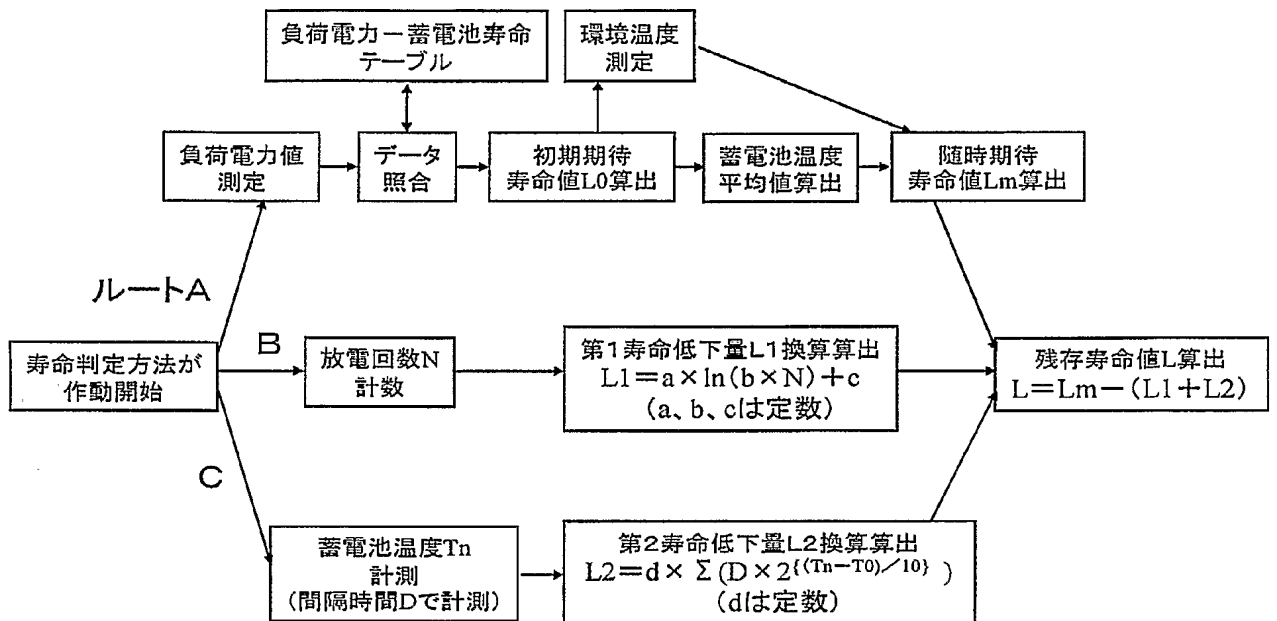 負荷電力－蓄電池寿命
テーブル
環境温度
測定
負荷電力値
測定
データ
照合
初期期待
寿命値L0算出
蓄電池温度
平均値算出
随時期待
寿命値Lm算出
ルートA
寿命判定方法が
作動開始
B
放電回数N
計数
第1寿命低下量L1換算算出
L1＝a×ln(b×N)＋c
(a、b、cは定数)
残存寿命値L算出
L＝Lm－(L1＋L2)
C
蓄電池温度Tn
計測
(間隔時間Dで計測)
第2寿命低下量L2換算算出
L2＝d× Σ(D×2^{(Tn－T0)／10} )
(dは定数)